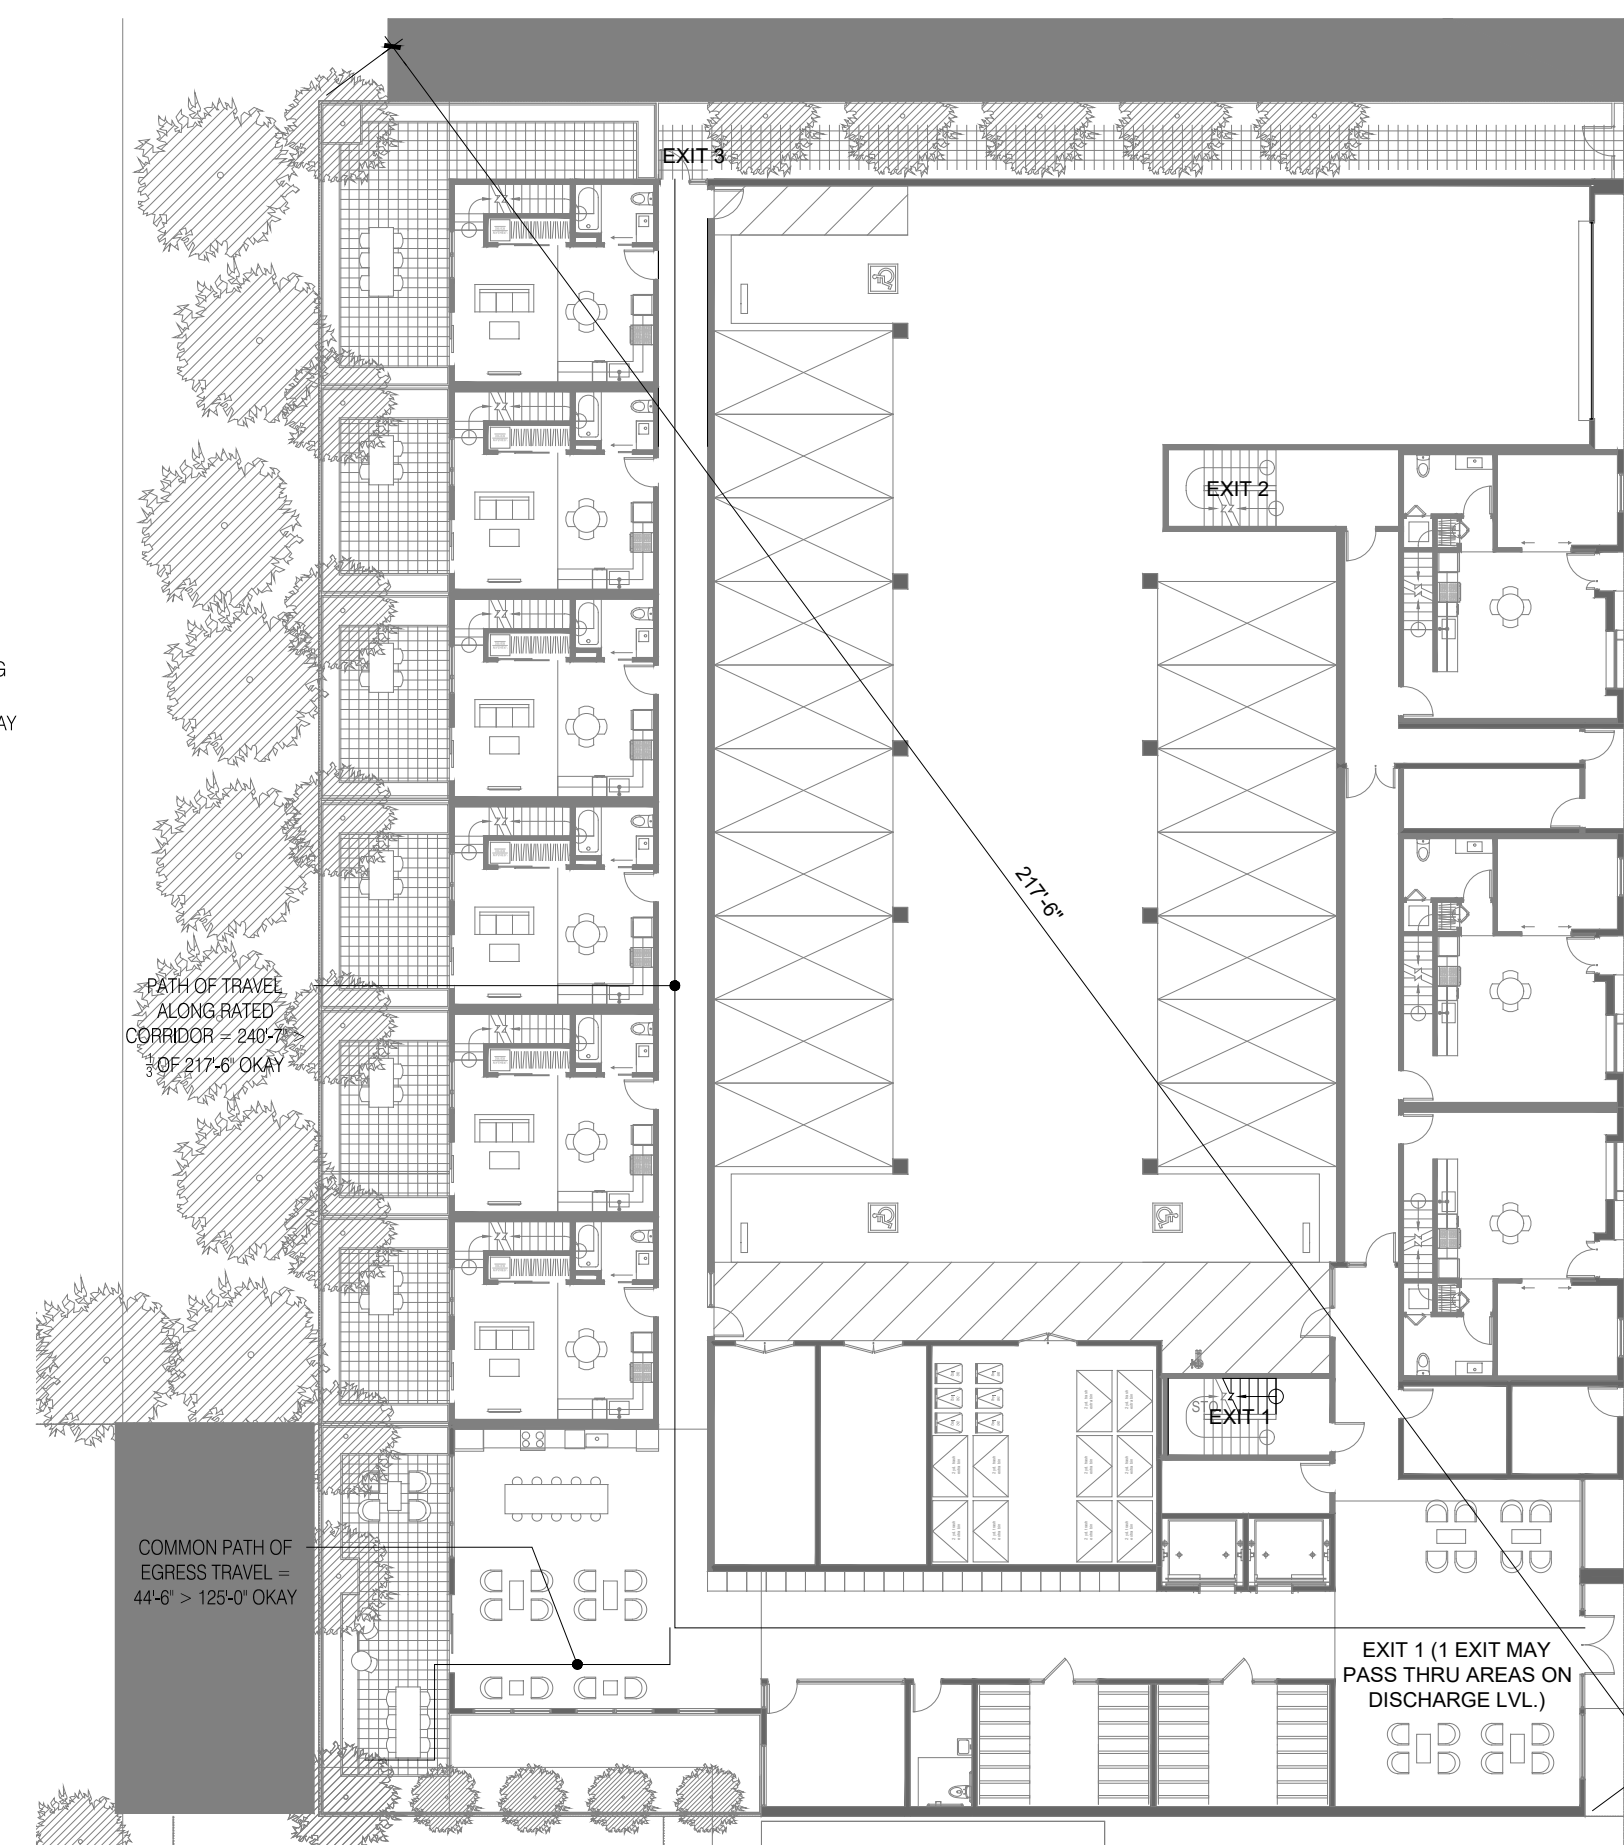 EXIT 3
EXIT 2
G
AY
217'-6"
PATH OF TRAVEL
ALONG RATED
CORRIDOR = 240'-7" >
1/3 OF 217'-6" OKAY
STO
EXIT 1
COMMON PATH OF
EGRESS TRAVEL =
44'-6" > 125'-0" OKAY
EXIT 1 (1 EXIT MAY
PASS THRU AREAS ON
DISCHARGE LVL.)